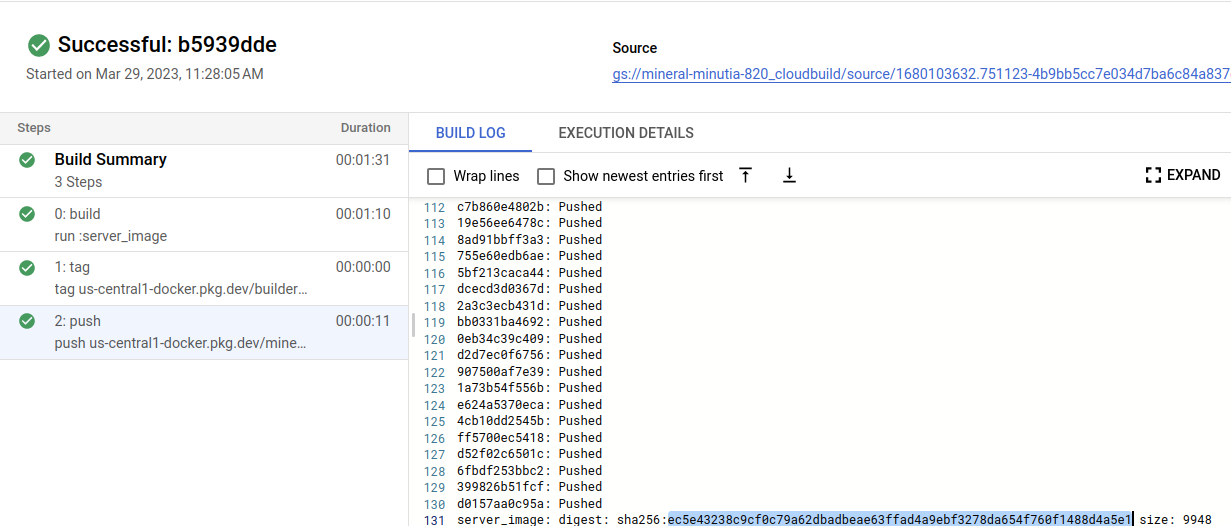 Successful: b5939dde
Started on Mar 29, 2023, 11:28:05 AM
Source
gs://mineral-minutia-820_cloudbuild/source/1680103632.751123-4b9bb5cc7e034d7ba6c84a837
Steps
Duration
Build Summary
00:01:31
3 Steps
0: build
00:01:10
run :server_image
1: tag
00:00:00
tag us-central1-docker.pkg.dev/builder…
2: push
00:00:11
push us-central1-docker.pkg.dev/mine…
BUILD LOG
EXECUTION DETAILS
Wrap lines
Show newest entries first
EXPAND
112 c7b860e4802b: Pushed
113 19e56ee6478c: Pushed
114 8ad91bbff3a3: Pushed
115 755e60edb6ae: Pushed
116 5bf213caca44: Pushed
117 dcecd3d0367d: Pushed
118 2a3c3ecb431d: Pushed
119 bb0331ba4692: Pushed
120 0eb34c39c409: Pushed
121 d2d7ec0f6756: Pushed
122 907500af7e39: Pushed
123 1a73b54f556b: Pushed
124 e624a5370eca: Pushed
125 4cb10dd2545b: Pushed
126 ff5700ec5418: Pushed
127 d52f02c6501c: Pushed
128 6fbdf253bbc2: Pushed
129 399826b51fcf: Pushed
130 d0157aa0c95a: Pushed
131 server_image: digest: sha256:ec5e43238c9cf0c79a62dbadbeae63ffad4a9ebf3278da654f760f1488d4a5e1 size: 9948